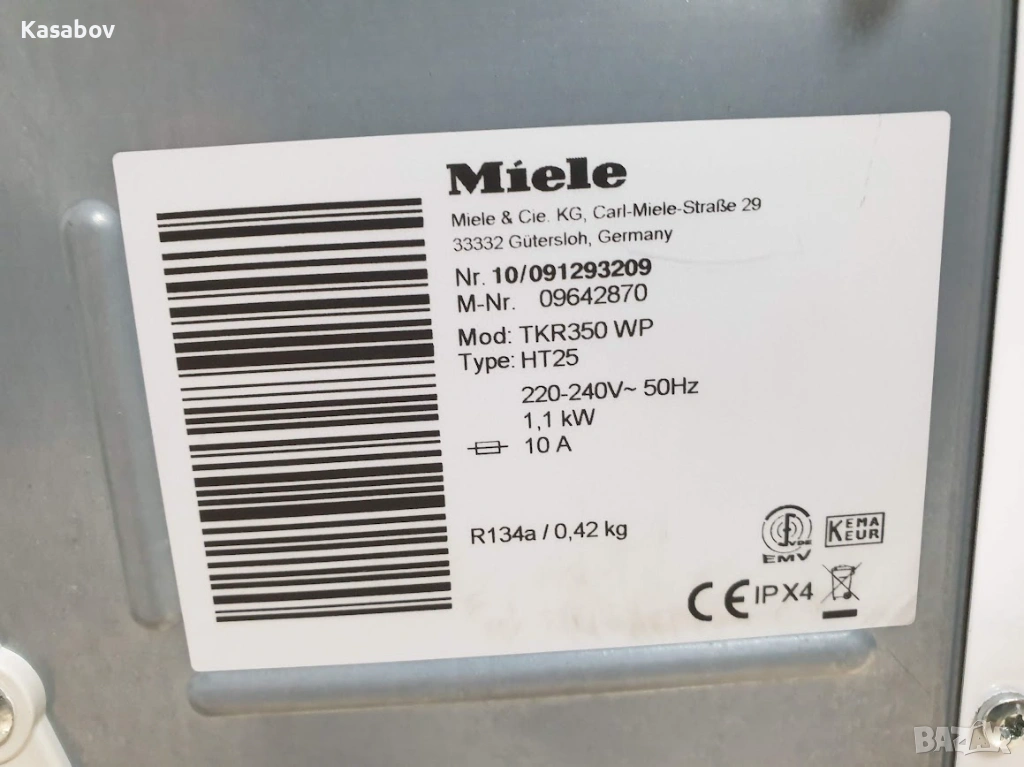 Kasabov
Miele
Miele & Cie. KG, Carl-Miele-Straße 29
33332 Gütersloh, Germany
Nr. 10/091293209
M-Nr. 09642870
Mod: TKR350 WP
Type: HT25
220-240V~ 50Hz
1,1 kW
10 A
R134a / 0,42 kg
VDE
EMV
KEMA
KEUR
CE IPX4
BAZAR